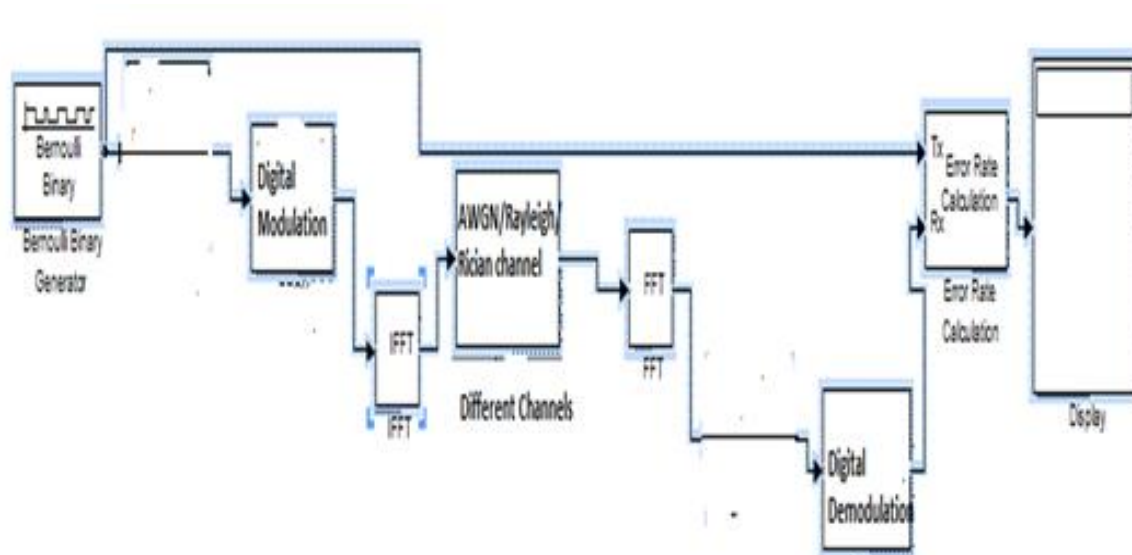 Bernoulli
Binary
Bernoulli Binary
Generator
Digital
Modulation
IFFT
IFFT
AWGN/Rayleigh/
Rician channel
Different Channels
FFT
FFT
Digital
Demodulation
Tx
Error Rate
Calculation
Rx
Error Rate
Calculation
Display